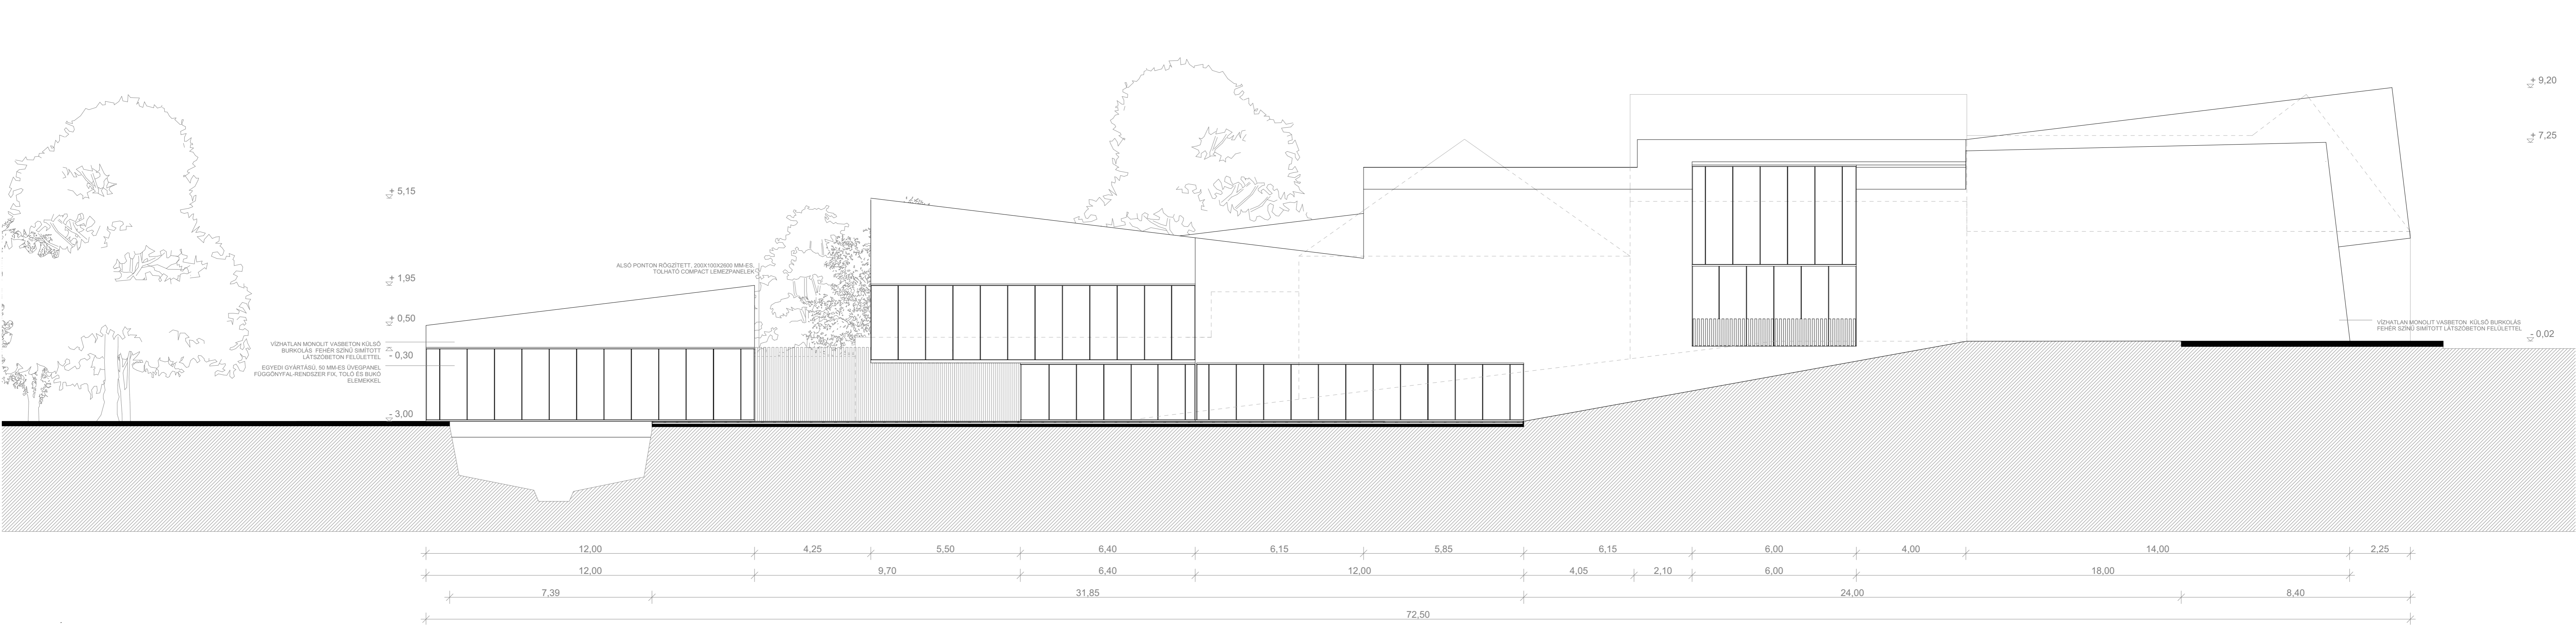 + 9,20
+ 7,25
+ 5,15
ALSÓ PONTON RÖGZÍTETT, 200X100X2600 MM-ES,
TOLHATÓ COMPACT LEMEZPANELEK
+ 1,95
+ 0,50
VÍZHATLAN MONOLIT VASBETON KÜLSŐ
BURKOLÁS FEHÉR SZÍNŰ SIMÍTOTT
LÁTSZÓBETON FELÜLETTEL
- 0,30
EGYEDI GYÁRTÁSÚ, 50 MM-ES ÜVEGPANEL
FÜGGÖNYFAL-RENDSZER FIX, TOLÓ ÉS BUKÓ
ELEMEKKEL
- 3,00
VÍZHATLAN MONOLIT VASBETON KÜLSŐ BURKOLÁS
FEHÉR SZÍNŰ SIMÍTOTT LÁTSZÓBETON FELÜLETTEL
- 0,02
12,00 4,25 5,50 6,40 6,15 5,85 6,15 6,00 4,00 14,00 2,25
12,00 9,70 6,40 12,00 4,05 2,10 6,00 18,00
7,39 31,85 24,00 8,40
72,50